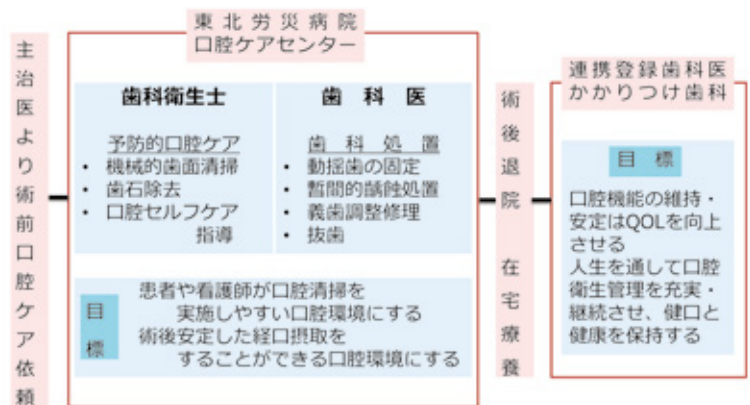 主治医より術前口腔ケア依頼
東北労災病院
口腔ケアセンター
歯科衛生士
予防的口腔ケア
・ 機械的歯面清掃
・ 歯石除去
・ 口腔セルフケア
指導
歯科医
歯科処置
・ 動揺歯の固定
・ 暫間的齲蝕処置
・ 義歯調整修理
・ 抜歯
目標
患者や看護師が口腔清掃を
実施しやすい口腔環境にする
術後安定した経口摂取を
することができる口腔環境にする
術後退院 在宅療養
連携登録歯科医
かかりつけ歯科
目標
口腔機能の維持・
安定はQOLを向上
させる
人生を通して口腔
衛生管理を充実・
継続させ、健口と
健康を保持する